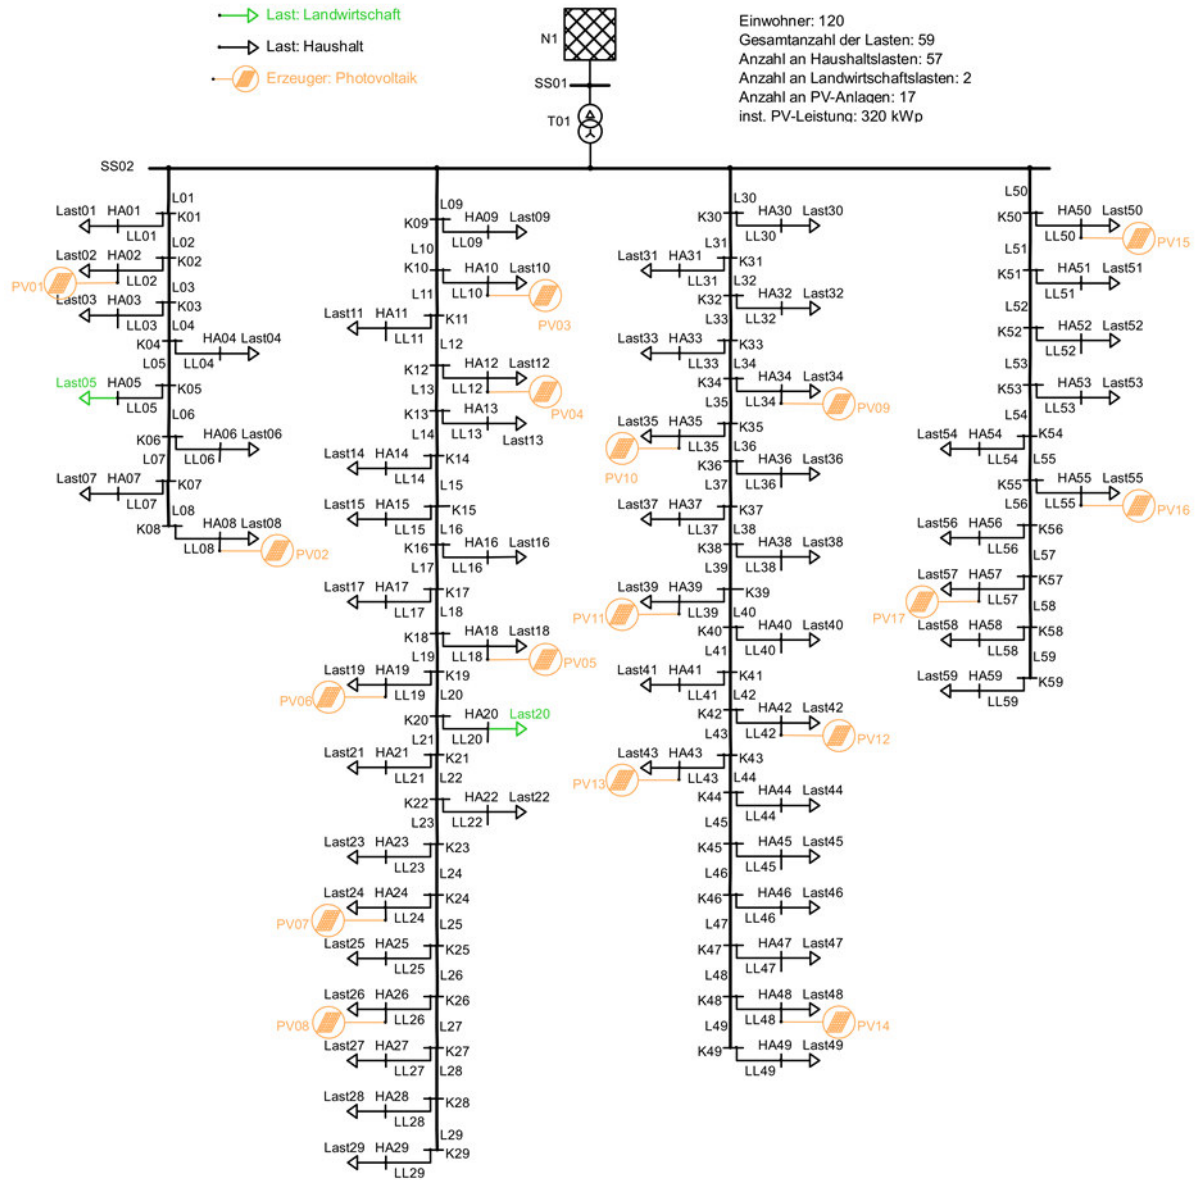 Last: Landwirtschaft
Last: Haushalt
Erzeuger: Photovoltaik
N1
SS01
T01
Einwohner: 120
Gesamtanzahl der Lasten: 59
Anzahl an Haushaltslasten: 57
Anzahl an Landwirtschaftslasten: 2
Anzahl an PV-Anlagen: 17
inst. PV-Leistung: 320 kWp
SS02
L01
Last01 HA01 K01
LL01
L02
Last02 HA02 K02
PV01 LL02
L03
Last03 HA03 K03
LL03
L04
K04 HA04 Last04
L05 LL04
Last05 HA05 K05
LL05
L06
K06 HA06 Last06
L07 LL06
Last07 HA07 K07
LL07
L08
K08 HA08 Last08
LL08 PV02
L09
K09 HA09 Last09
LL09
L10
K10 HA10 Last10
L11 LL10
PV03
Last11 HA11 K11
LL11
L12
K12 HA12 Last12
L13 LL12
PV04
K13 HA13
L14 LL13 Last13
Last14 HA14 K14
LL14
L15
Last15 HA15 K15
LL15 L16
K16 HA16 Last16
L17 LL16
Last17 HA17 K17
LL17 L18
K18 HA18 Last18
L19 LL18 PV05
Last19 HA19 K19
PV06 LL19 L20
K20 HA20 Last20
L21 LL20
Last21 HA21 K21
LL21 L22
K22 HA22 Last22
L23 LL22
Last23 HA23 K23
LL23
L24
Last24 HA24 K24
PV07 LL24 L25
Last25 HA25 K25
LL25
L26
Last26 HA26 K26
PV08 LL26
L27
Last27 HA27 K27
LL27 L28
Last28 HA28 K28
LL28
L29
Last29 HA29 K29
LL29
L30
K30 HA30 Last30
LL30
L31
Last31 HA31 K31
LL31 L32
K32 HA32 Last32
L33 LL32
Last33 HA33 K33
LL33 L34
K34 HA34 Last34
L35 LL34 PV09
Last35 HA35 K35
LL35 L36
PV10
K36 HA36 Last36
L37 LL36
Last37 HA37 K37
LL37 L38
K38 HA38 Last38
L39 LL38
Last39 HA39 K39
PV11 LL39 L40
K40 HA40 Last40
L41 LL40
Last41 HA41 K41
LL41 L42
K42 HA42 Last42
L43 LL42 PV12
Last43 HA43 K43
PV13 LL43 L44
K44 HA44 Last44
LL44
L45
K45 HA45 Last45
LL45
L46
K46 HA46 Last46
LL46
L47
K47 HA47 Last47
LL47
L48
K48 HA48 Last48
L49 LL48 PV14
K49 HA49 Last49
LL49
L50
K50 HA50 Last50
LL50 PV15
L51
K51 HA51 Last51
LL51
L52
K52 HA52 Last52
LL52
L53
K53 HA53 Last53
LL53
L54
Last54 HA54 K54
LL54 L55
K55 HA55 Last55
L56 LL55 PV16
Last56 HA56 K56
LL56
L57
Last57 HA57 K57
LL57
PV17 L58
Last58 HA58 K58
LL58 L59
Last59 HA59 K59
LL59